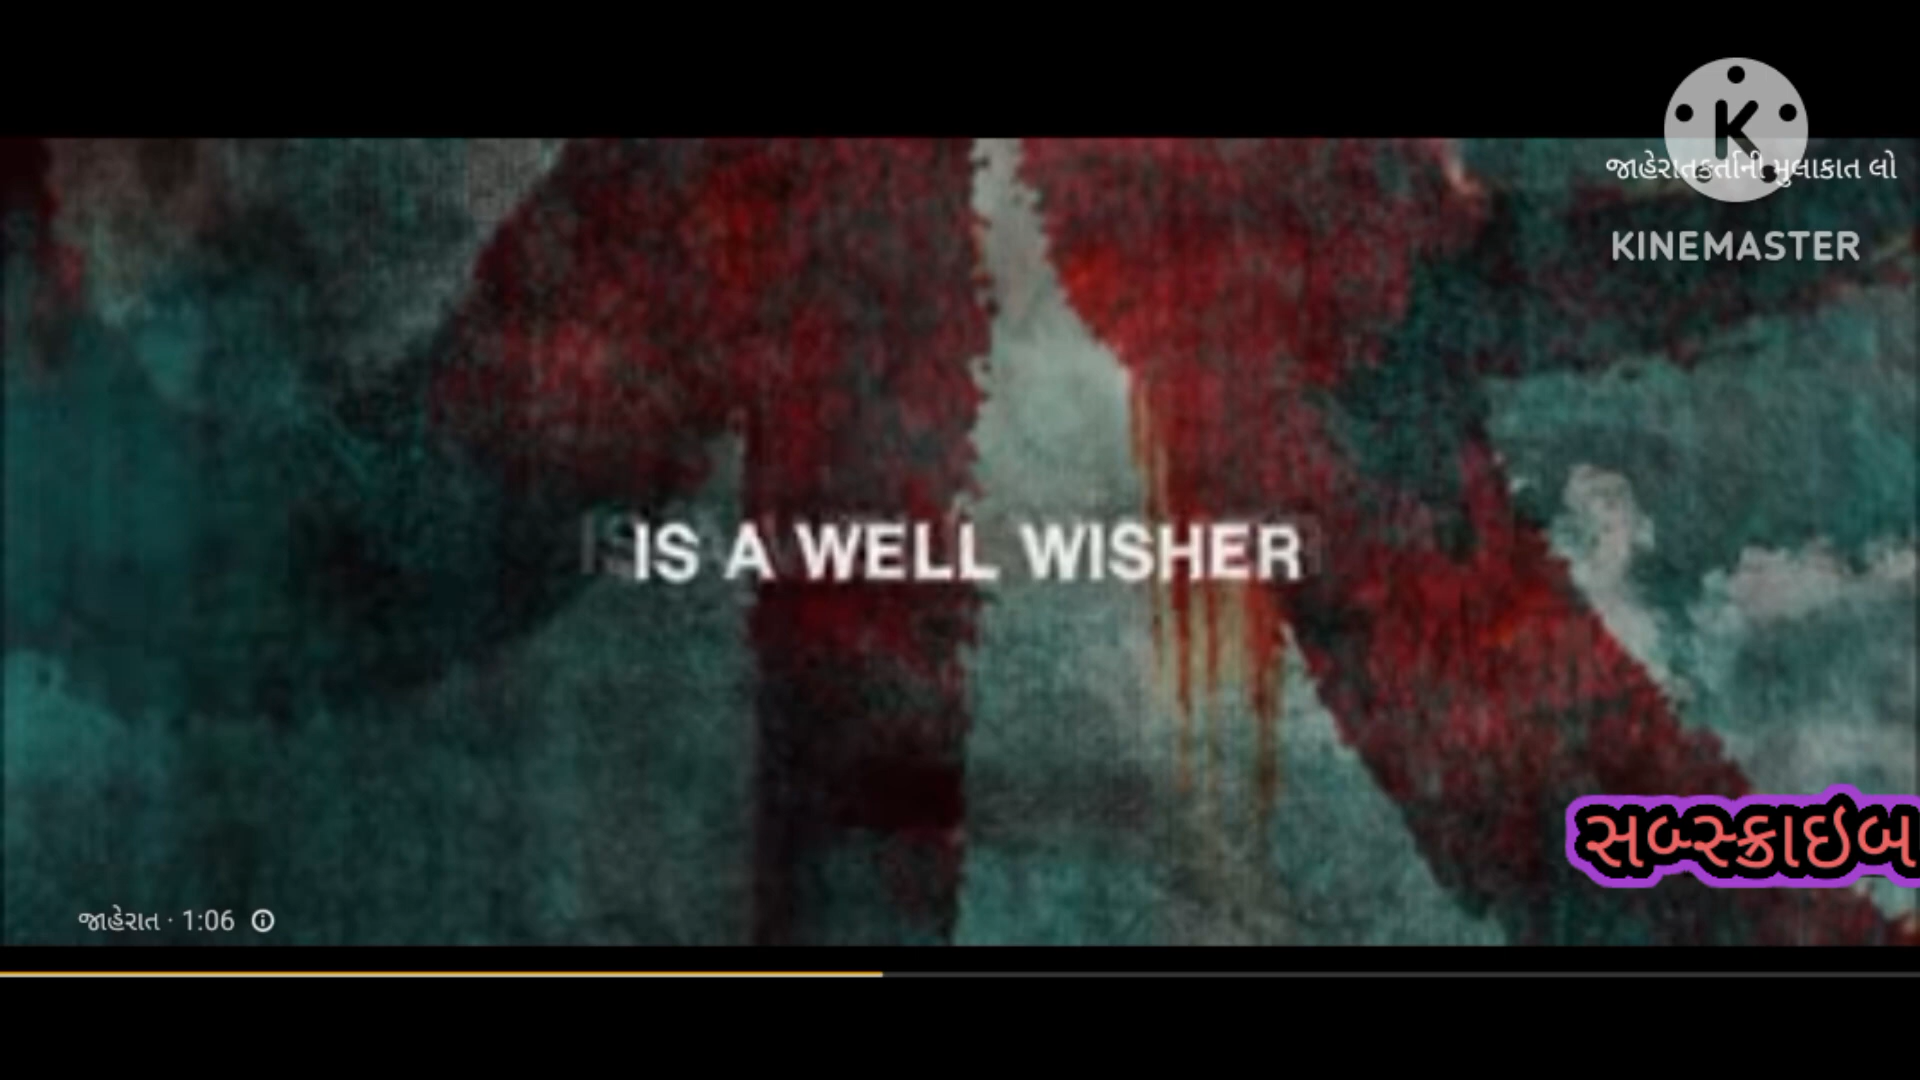 K
જાહેરાતકર્તાની મુલાકાત લો
KINEMASTER
IS A WELL WISHER
સબ્સ્ક્રાઇબ
જાહેરાત · 1:06